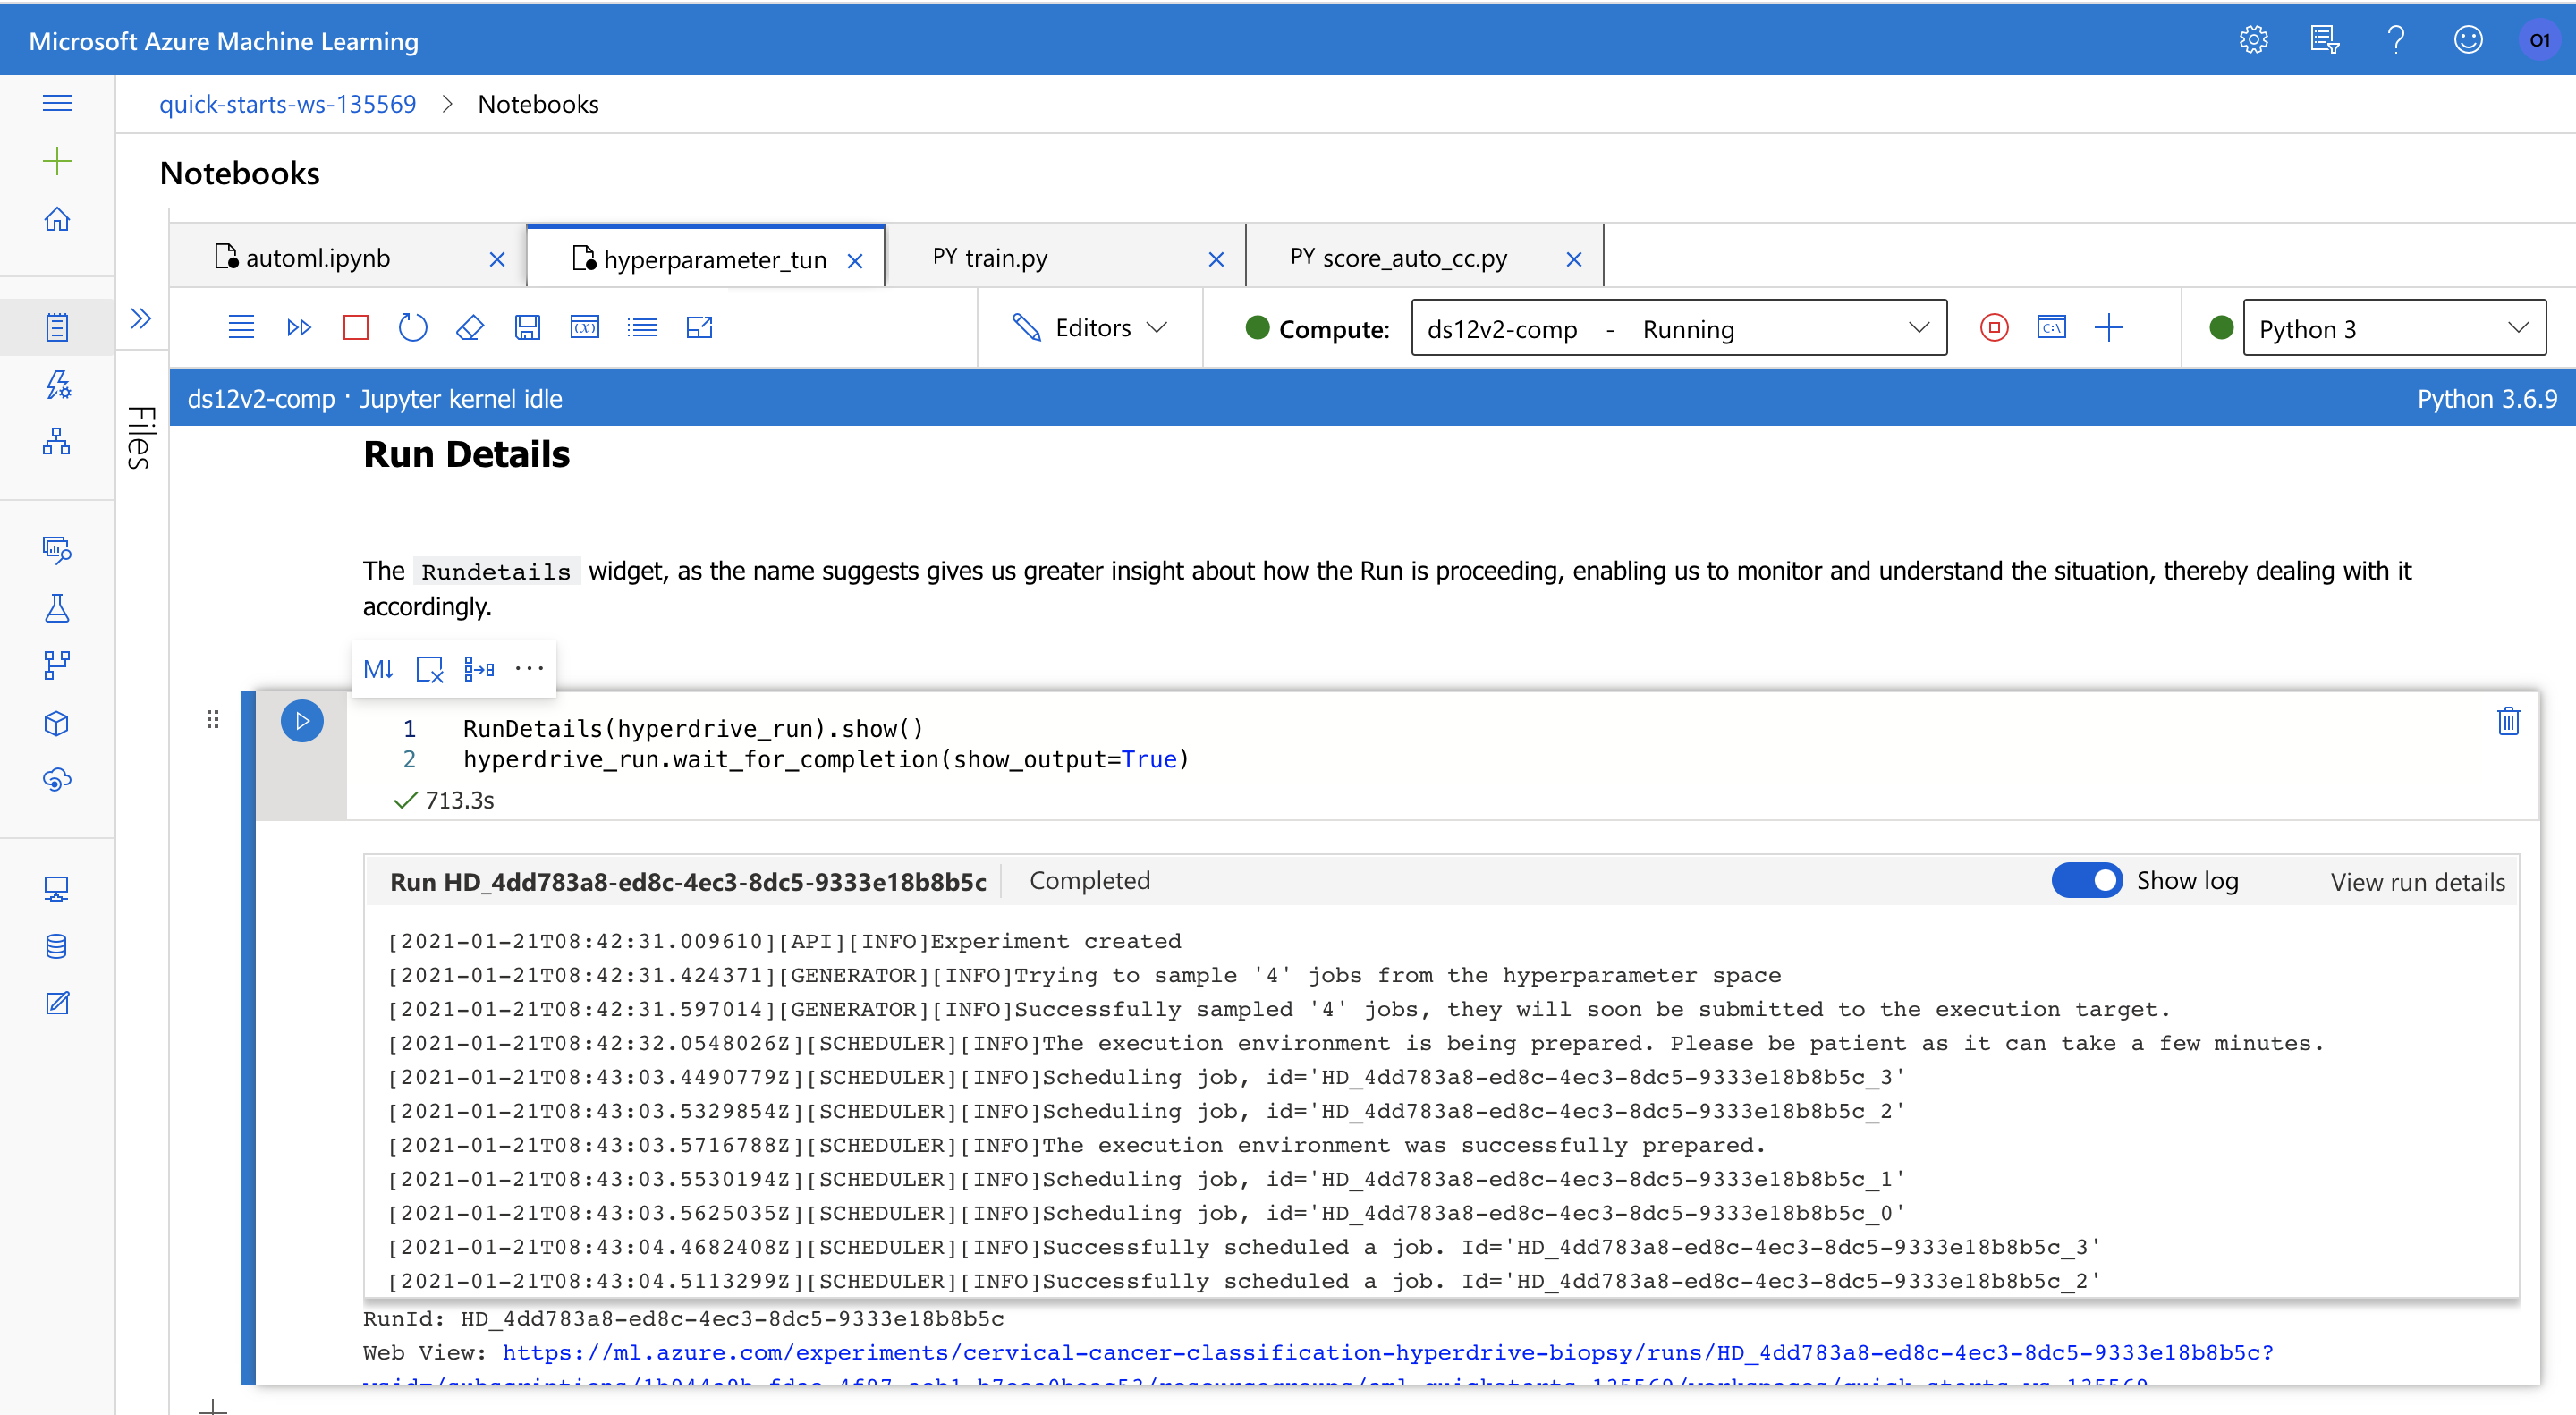 Microsoft Azure Machine Learning
O1
quick-starts-ws-135569 > Notebooks
Notebooks
automl.ipynb
hyperparameter_tun
PY train.py
PY score_auto_cc.py
Editors
Compute:
ds12v2-comp - Running
Python 3
Files
ds12v2-comp · Jupyter kernel idle
Python 3.6.9
Run Details
The Rundetails widget, as the name suggests gives us greater insight about how the Run is proceeding, enabling us to monitor and understand the situation, thereby dealing with it
accordingly.
M↓
1 RunDetails(hyperdrive_run).show()
2 hyperdrive_run.wait_for_completion(show_output=True)
713.3s
Run HD_4dd783a8-ed8c-4ec3-8dc5-9333e18b8b5c Completed
Show log
View run details
[2021-01-21T08:42:31.009610][API][INFO]Experiment created
[2021-01-21T08:42:31.424371][GENERATOR][INFO]Trying to sample '4' jobs from the hyperparameter space
[2021-01-21T08:42:31.597014][GENERATOR][INFO]Successfully sampled '4' jobs, they will soon be submitted to the execution target.
[2021-01-21T08:42:32.0548026Z][SCHEDULER][INFO]The execution environment is being prepared. Please be patient as it can take a few minutes.
[2021-01-21T08:43:03.4490779Z][SCHEDULER][INFO]Scheduling job, id='HD_4dd783a8-ed8c-4ec3-8dc5-9333e18b8b5c_3'
[2021-01-21T08:43:03.5329854Z][SCHEDULER][INFO]Scheduling job, id='HD_4dd783a8-ed8c-4ec3-8dc5-9333e18b8b5c_2'
[2021-01-21T08:43:03.5716788Z][SCHEDULER][INFO]The execution environment was successfully prepared.
[2021-01-21T08:43:03.5530194Z][SCHEDULER][INFO]Scheduling job, id='HD_4dd783a8-ed8c-4ec3-8dc5-9333e18b8b5c_1'
[2021-01-21T08:43:03.5625035Z][SCHEDULER][INFO]Scheduling job, id='HD_4dd783a8-ed8c-4ec3-8dc5-9333e18b8b5c_0'
[2021-01-21T08:43:04.4682408Z][SCHEDULER][INFO]Successfully scheduled a job. Id='HD_4dd783a8-ed8c-4ec3-8dc5-9333e18b8b5c_3'
[2021-01-21T08:43:04.5113299Z][SCHEDULER][INFO]Successfully scheduled a job. Id='HD_4dd783a8-ed8c-4ec3-8dc5-9333e18b8b5c_2'
RunId: HD_4dd783a8-ed8c-4ec3-8dc5-9333e18b8b5c
Web View: https://ml.azure.com/experiments/cervical-cancer-classification-hyperdrive-biopsy/runs/HD_4dd783a8-ed8c-4ec3-8dc5-9333e18b8b5c?